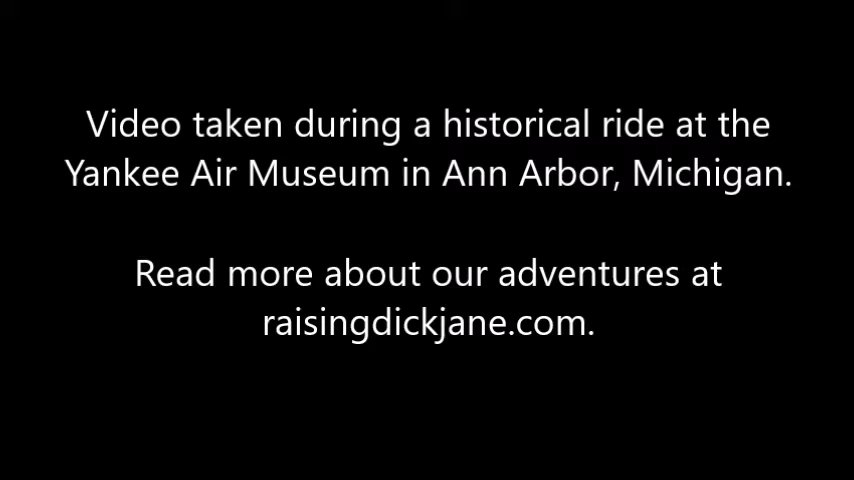 Video taken during a historical ride at the
Yankee Air Museum in Ann Arbor, Michigan.
Read more about our adventures at
raisingdickjane.com.